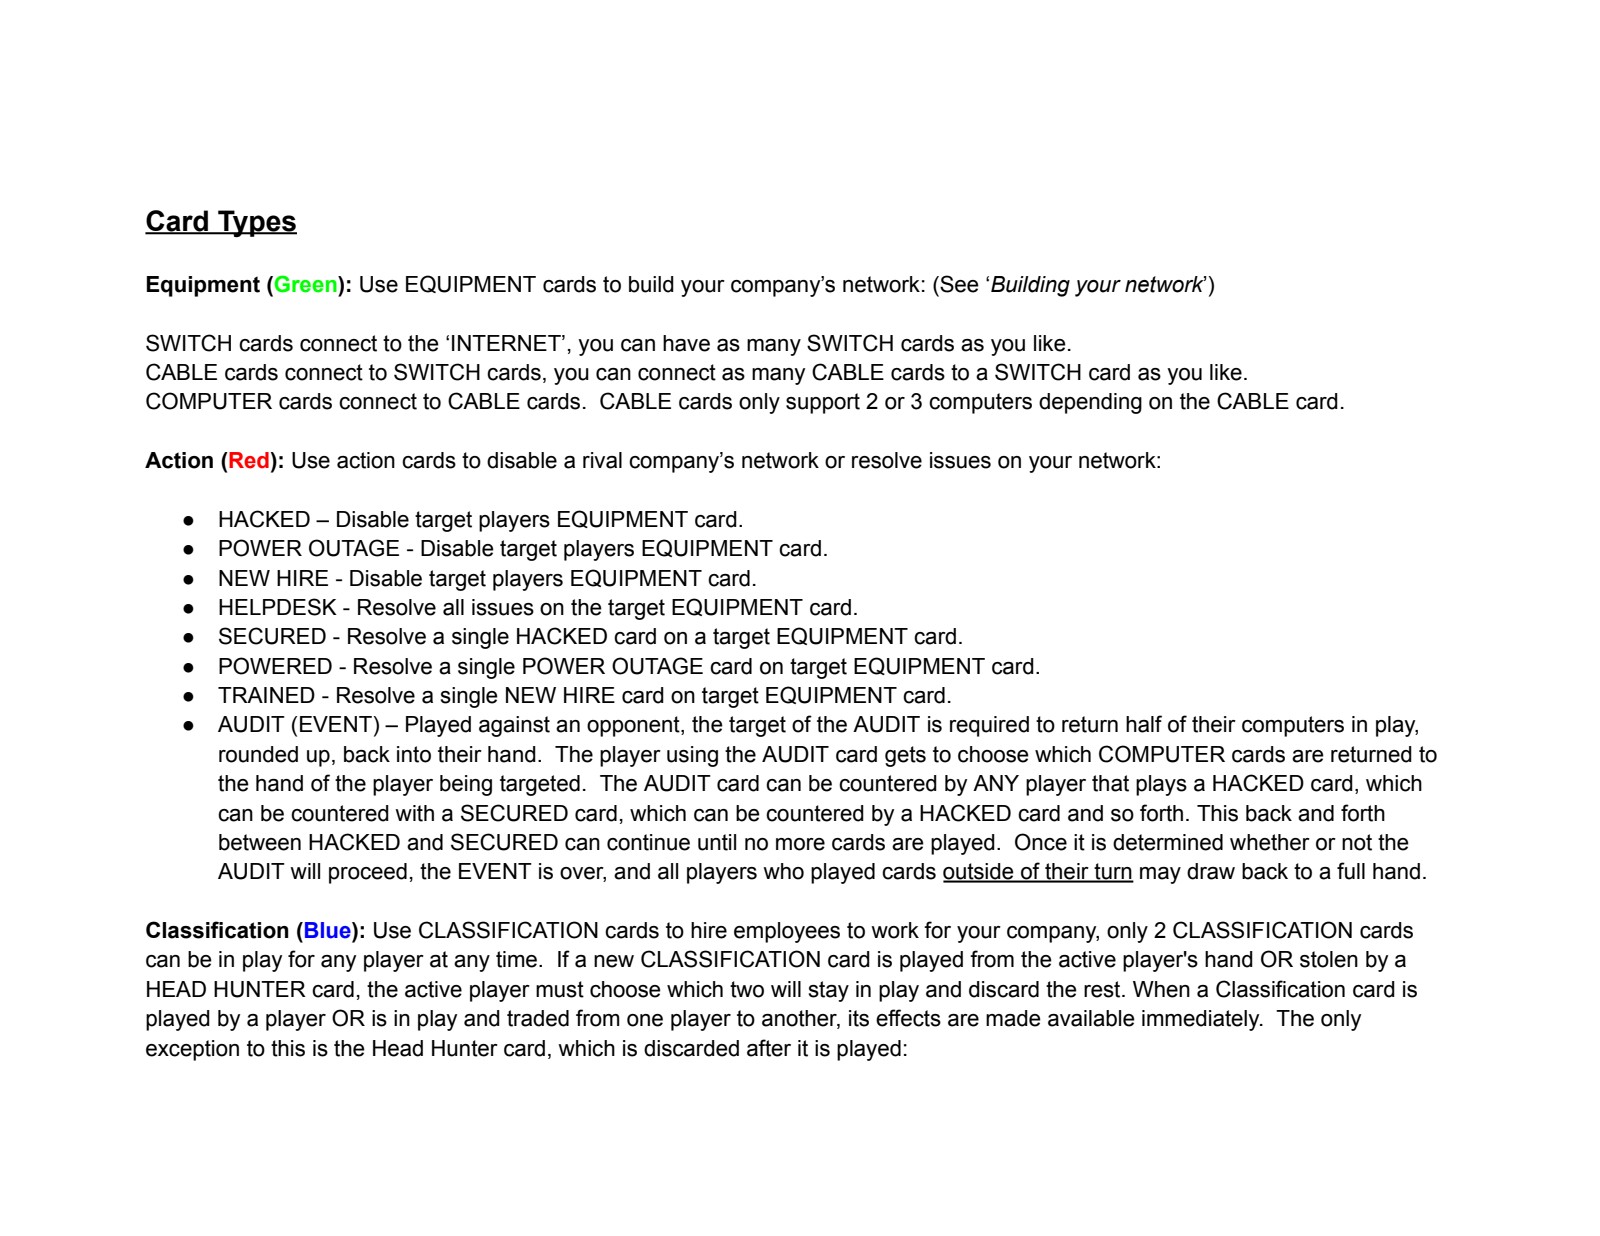 Card Types
Equipment (Green): Use EQUIPMENT cards to build your company’s network: (See ‘Building your network’)
SWITCH cards connect to the ‘INTERNET’, you can have as many SWITCH cards as you like.
CABLE cards connect to SWITCH cards, you can connect as many CABLE cards to a SWITCH card as you like.
COMPUTER cards connect to CABLE cards.  CABLE cards only support 2 or 3 computers depending on the CABLE card.
Action (Red): Use action cards to disable a rival company’s network or resolve issues on your network:
● HACKED – Disable target players EQUIPMENT card.
● POWER OUTAGE - Disable target players EQUIPMENT card.
● NEW HIRE - Disable target players EQUIPMENT card.
● HELPDESK - Resolve all issues on the target EQUIPMENT card.
● SECURED - Resolve a single HACKED card on a target EQUIPMENT card.
● POWERED - Resolve a single POWER OUTAGE card on target EQUIPMENT card.
● TRAINED - Resolve a single NEW HIRE card on target EQUIPMENT card.
● AUDIT (EVENT) – Played against an opponent, the target of the AUDIT is required to return half of their computers in play,
rounded up, back into their hand.  The player using the AUDIT card gets to choose which COMPUTER cards are returned to
the hand of the player being targeted.  The AUDIT card can be countered by ANY player that plays a HACKED card, which
can be countered with a SECURED card, which can be countered by a HACKED card and so forth. This back and forth
between HACKED and SECURED can continue until no more cards are played.  Once it is determined whether or not the
AUDIT will proceed, the EVENT is over, and all players who played cards outside of their turn may draw back to a full hand.
Classification (Blue): Use CLASSIFICATION cards to hire employees to work for your company, only 2 CLASSIFICATION cards
can be in play for any player at any time.  If a new CLASSIFICATION card is played from the active player's hand OR stolen by a
HEAD HUNTER card, the active player must choose which two will stay in play and discard the rest. When a Classification card is
played by a player OR is in play and traded from one player to another, its effects are made available immediately.  The only
exception to this is the Head Hunter card, which is discarded after it is played: